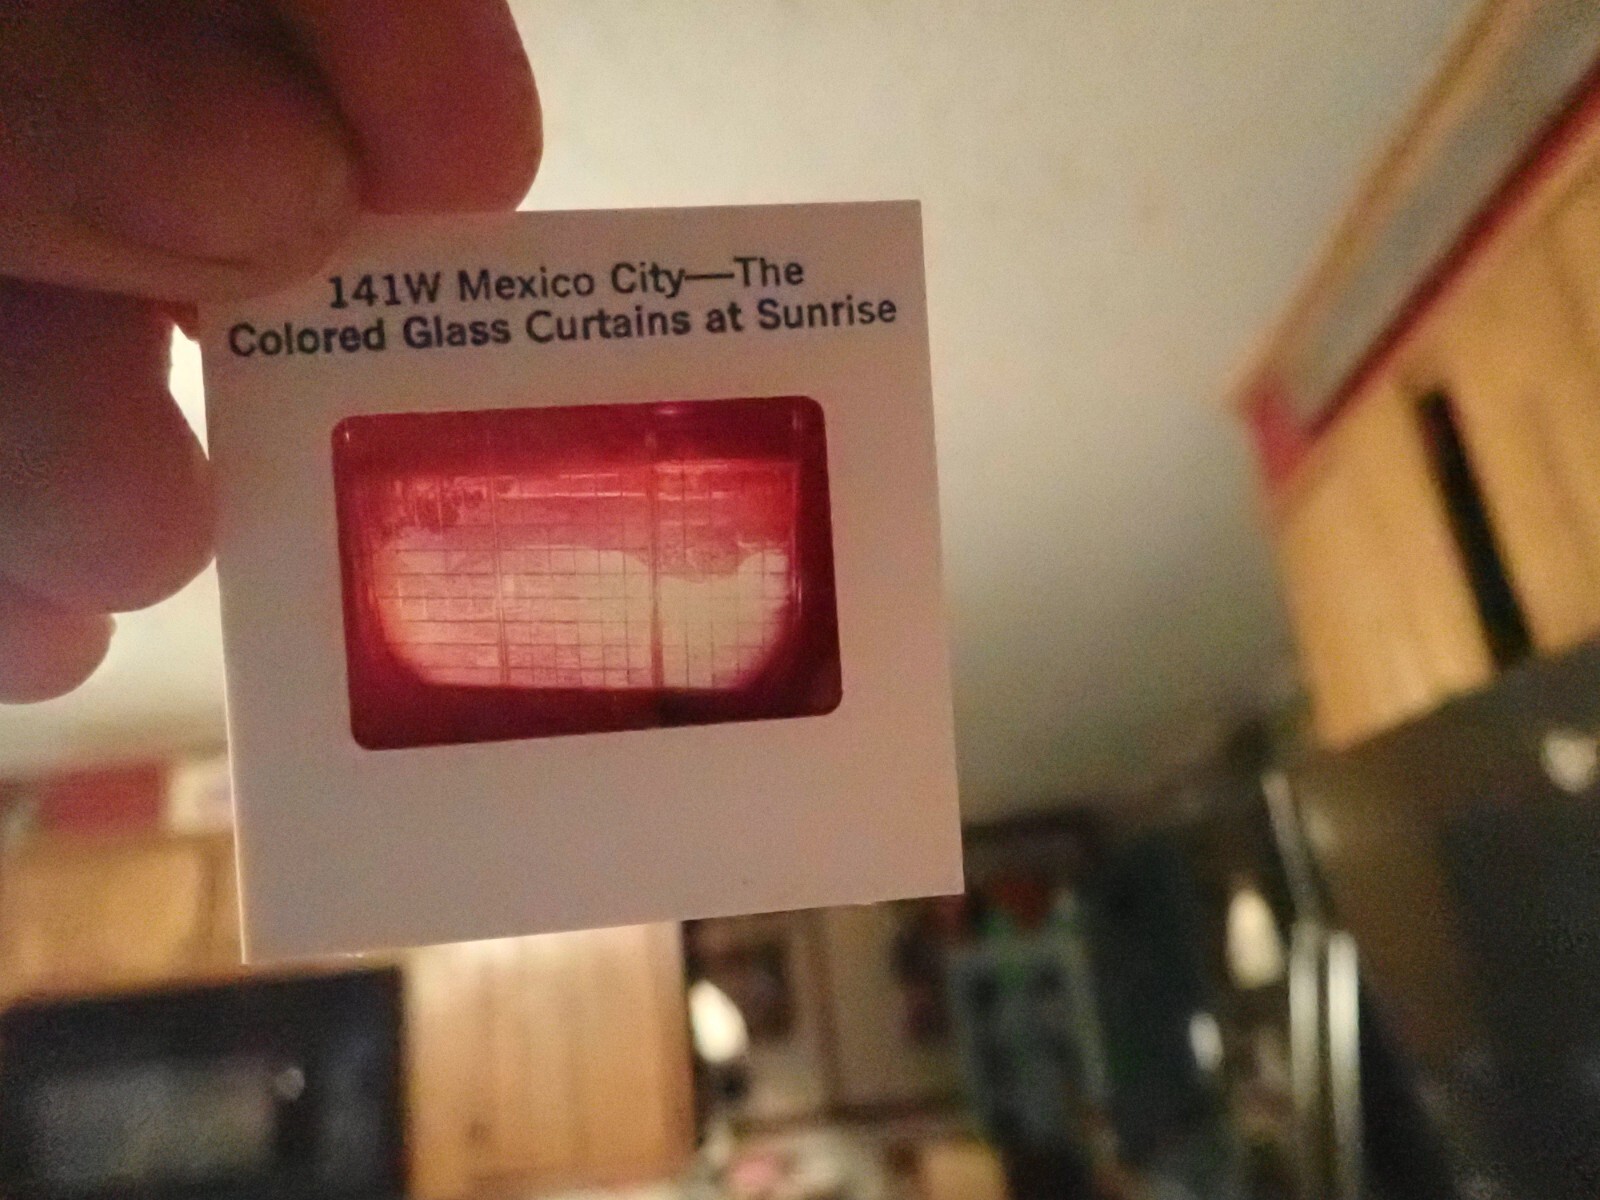 141W Mexico City—The
Colored Glass Curtains at Sunrise